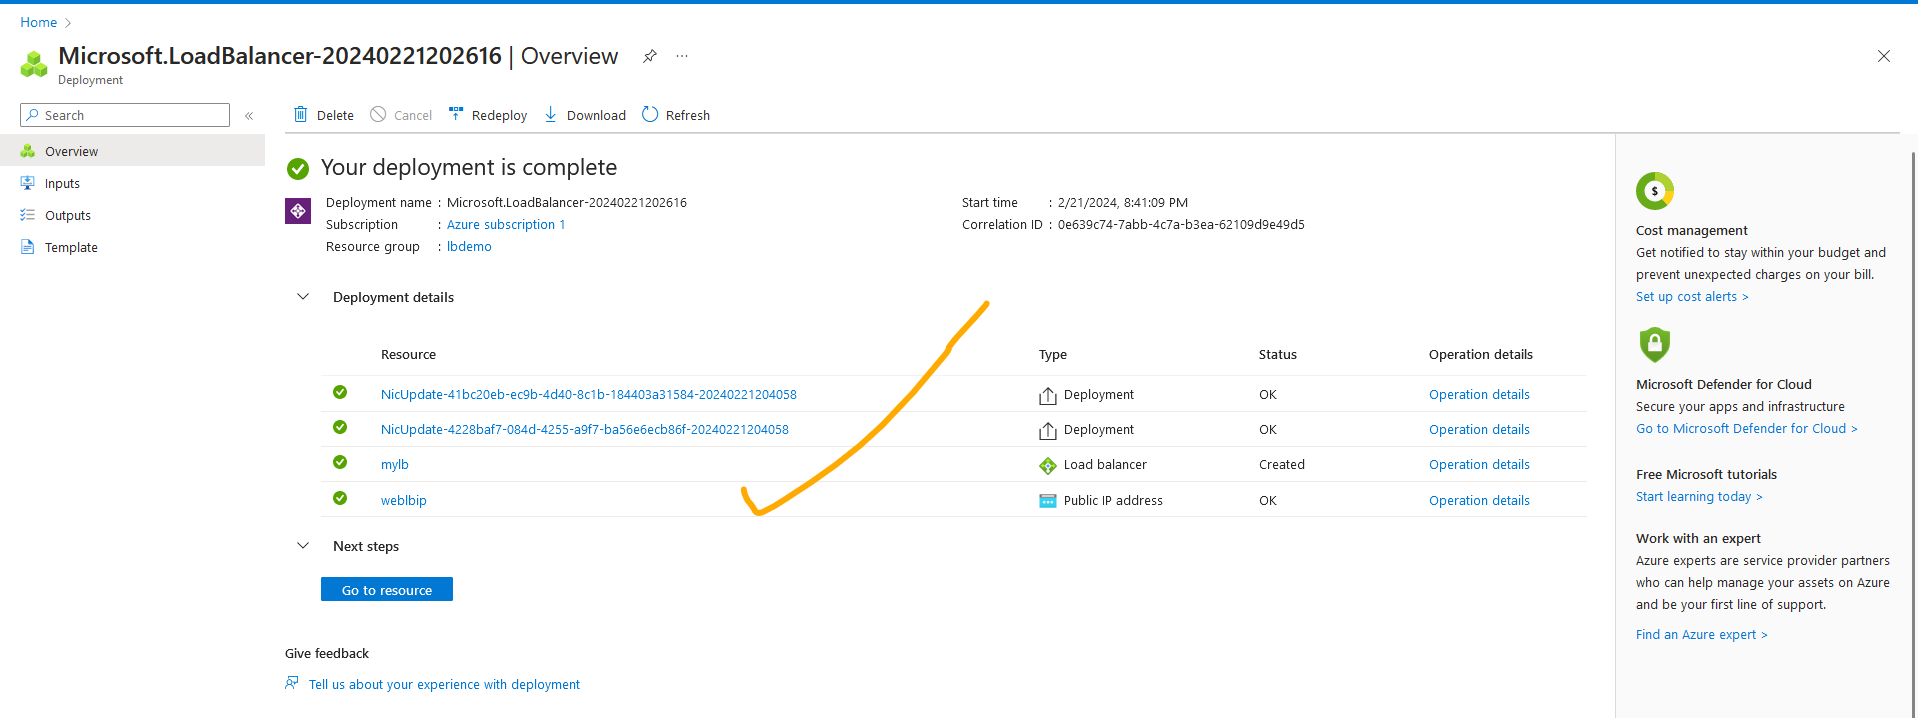 Home >
Microsoft.LoadBalancer-20240221202616 | Overview ...
Deployment
Search «
Delete Cancel Redeploy Download Refresh
Overview
Inputs
Outputs
Template
Your deployment is complete
Deployment name : Microsoft.LoadBalancer-20240221202616
Subscription : Azure subscription 1
Resource group : lbdemo
Start time : 2/21/2024, 8:41:09 PM
Correlation ID : 0e639c74-7abb-4c7a-b3ea-62109d9e49d5
Deployment details
Resource Type Status Operation details
NicUpdate-41bc20eb-ec9b-4d40-8c1b-184403a31584-20240221204058 Deployment OK Operation details
NicUpdate-4228baf7-084d-4255-a9f7-ba56e6ecb86f-20240221204058 Deployment OK Operation details
mylb Load balancer Created Operation details
weblbip Public IP address OK Operation details
Next steps
Go to resource
Give feedback
Tell us about your experience with deployment
$
Cost management
Get notified to stay within your budget and
prevent unexpected charges on your bill.
Set up cost alerts >
Microsoft Defender for Cloud
Secure your apps and infrastructure
Go to Microsoft Defender for Cloud >
Free Microsoft tutorials
Start learning today >
Work with an expert
Azure experts are service provider partners
who can help manage your assets on Azure
and be your first line of support.
Find an Azure expert >